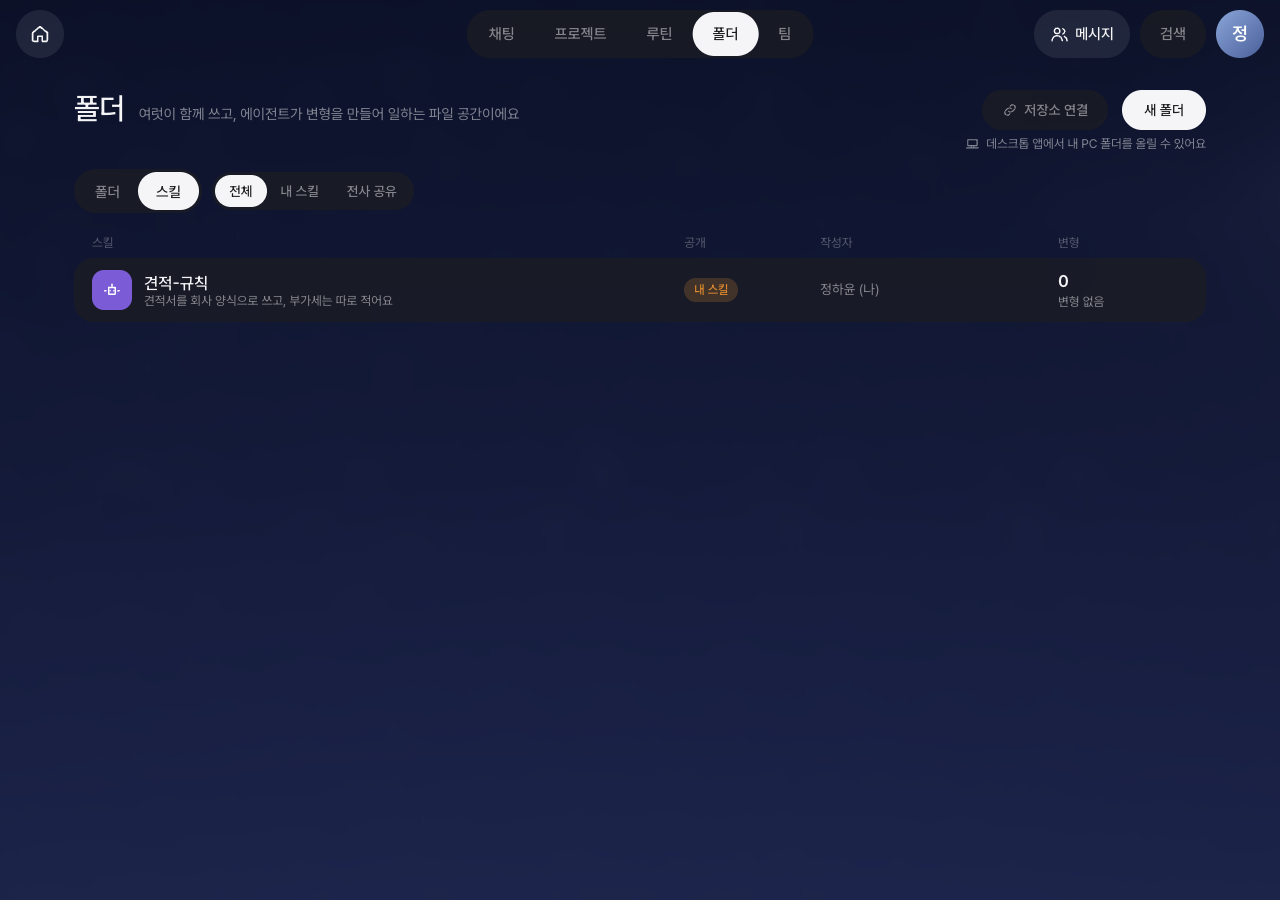 채팅 프로젝트 루틴 폴더 팀 메시지 검색 정
폴더 여럿이 함께 쓰고, 에이전트가 변형을 만들어 일하는 파일 공간이에요 저장소 연결 새 폴더
데스크톱 앱에서 내 PC 폴더를 올릴 수 있어요
폴더 스킬 전체 내 스킬 전사 공유
스킬 공개 작성자 변형
견적-규칙 내 스킬 정하윤 (나) 0
견적서를 회사 양식으로 쓰고, 부가세는 따로 적어요 변형 없음